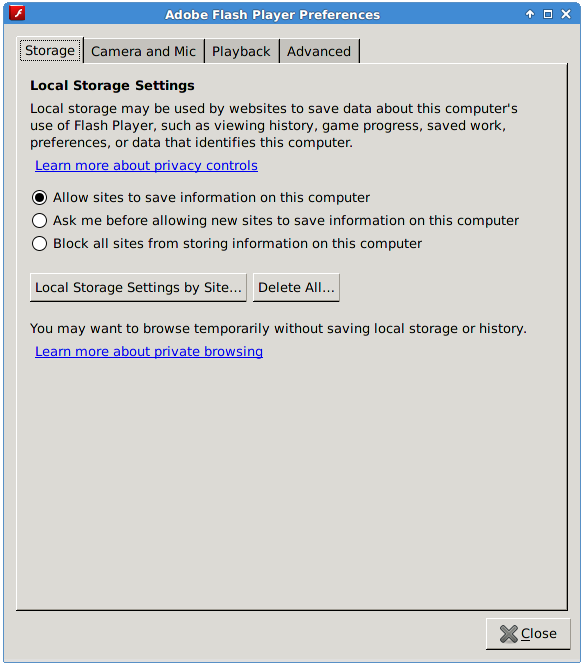 Adobe Flash Player Preferences
Storage
Camera and Mic
Playback
Advanced
Local Storage Settings
Local storage may be used by websites to save data about this computer's
use of Flash Player, such as viewing history, game progress, saved work,
preferences, or data that identifies this computer.
Learn more about privacy controls
Allow sites to save information on this computer
Ask me before allowing new sites to save information on this computer
Block all sites from storing information on this computer
Local Storage Settings by Site...
Delete All...
You may want to browse temporarily without saving local storage or history.
Learn more about private browsing
Close